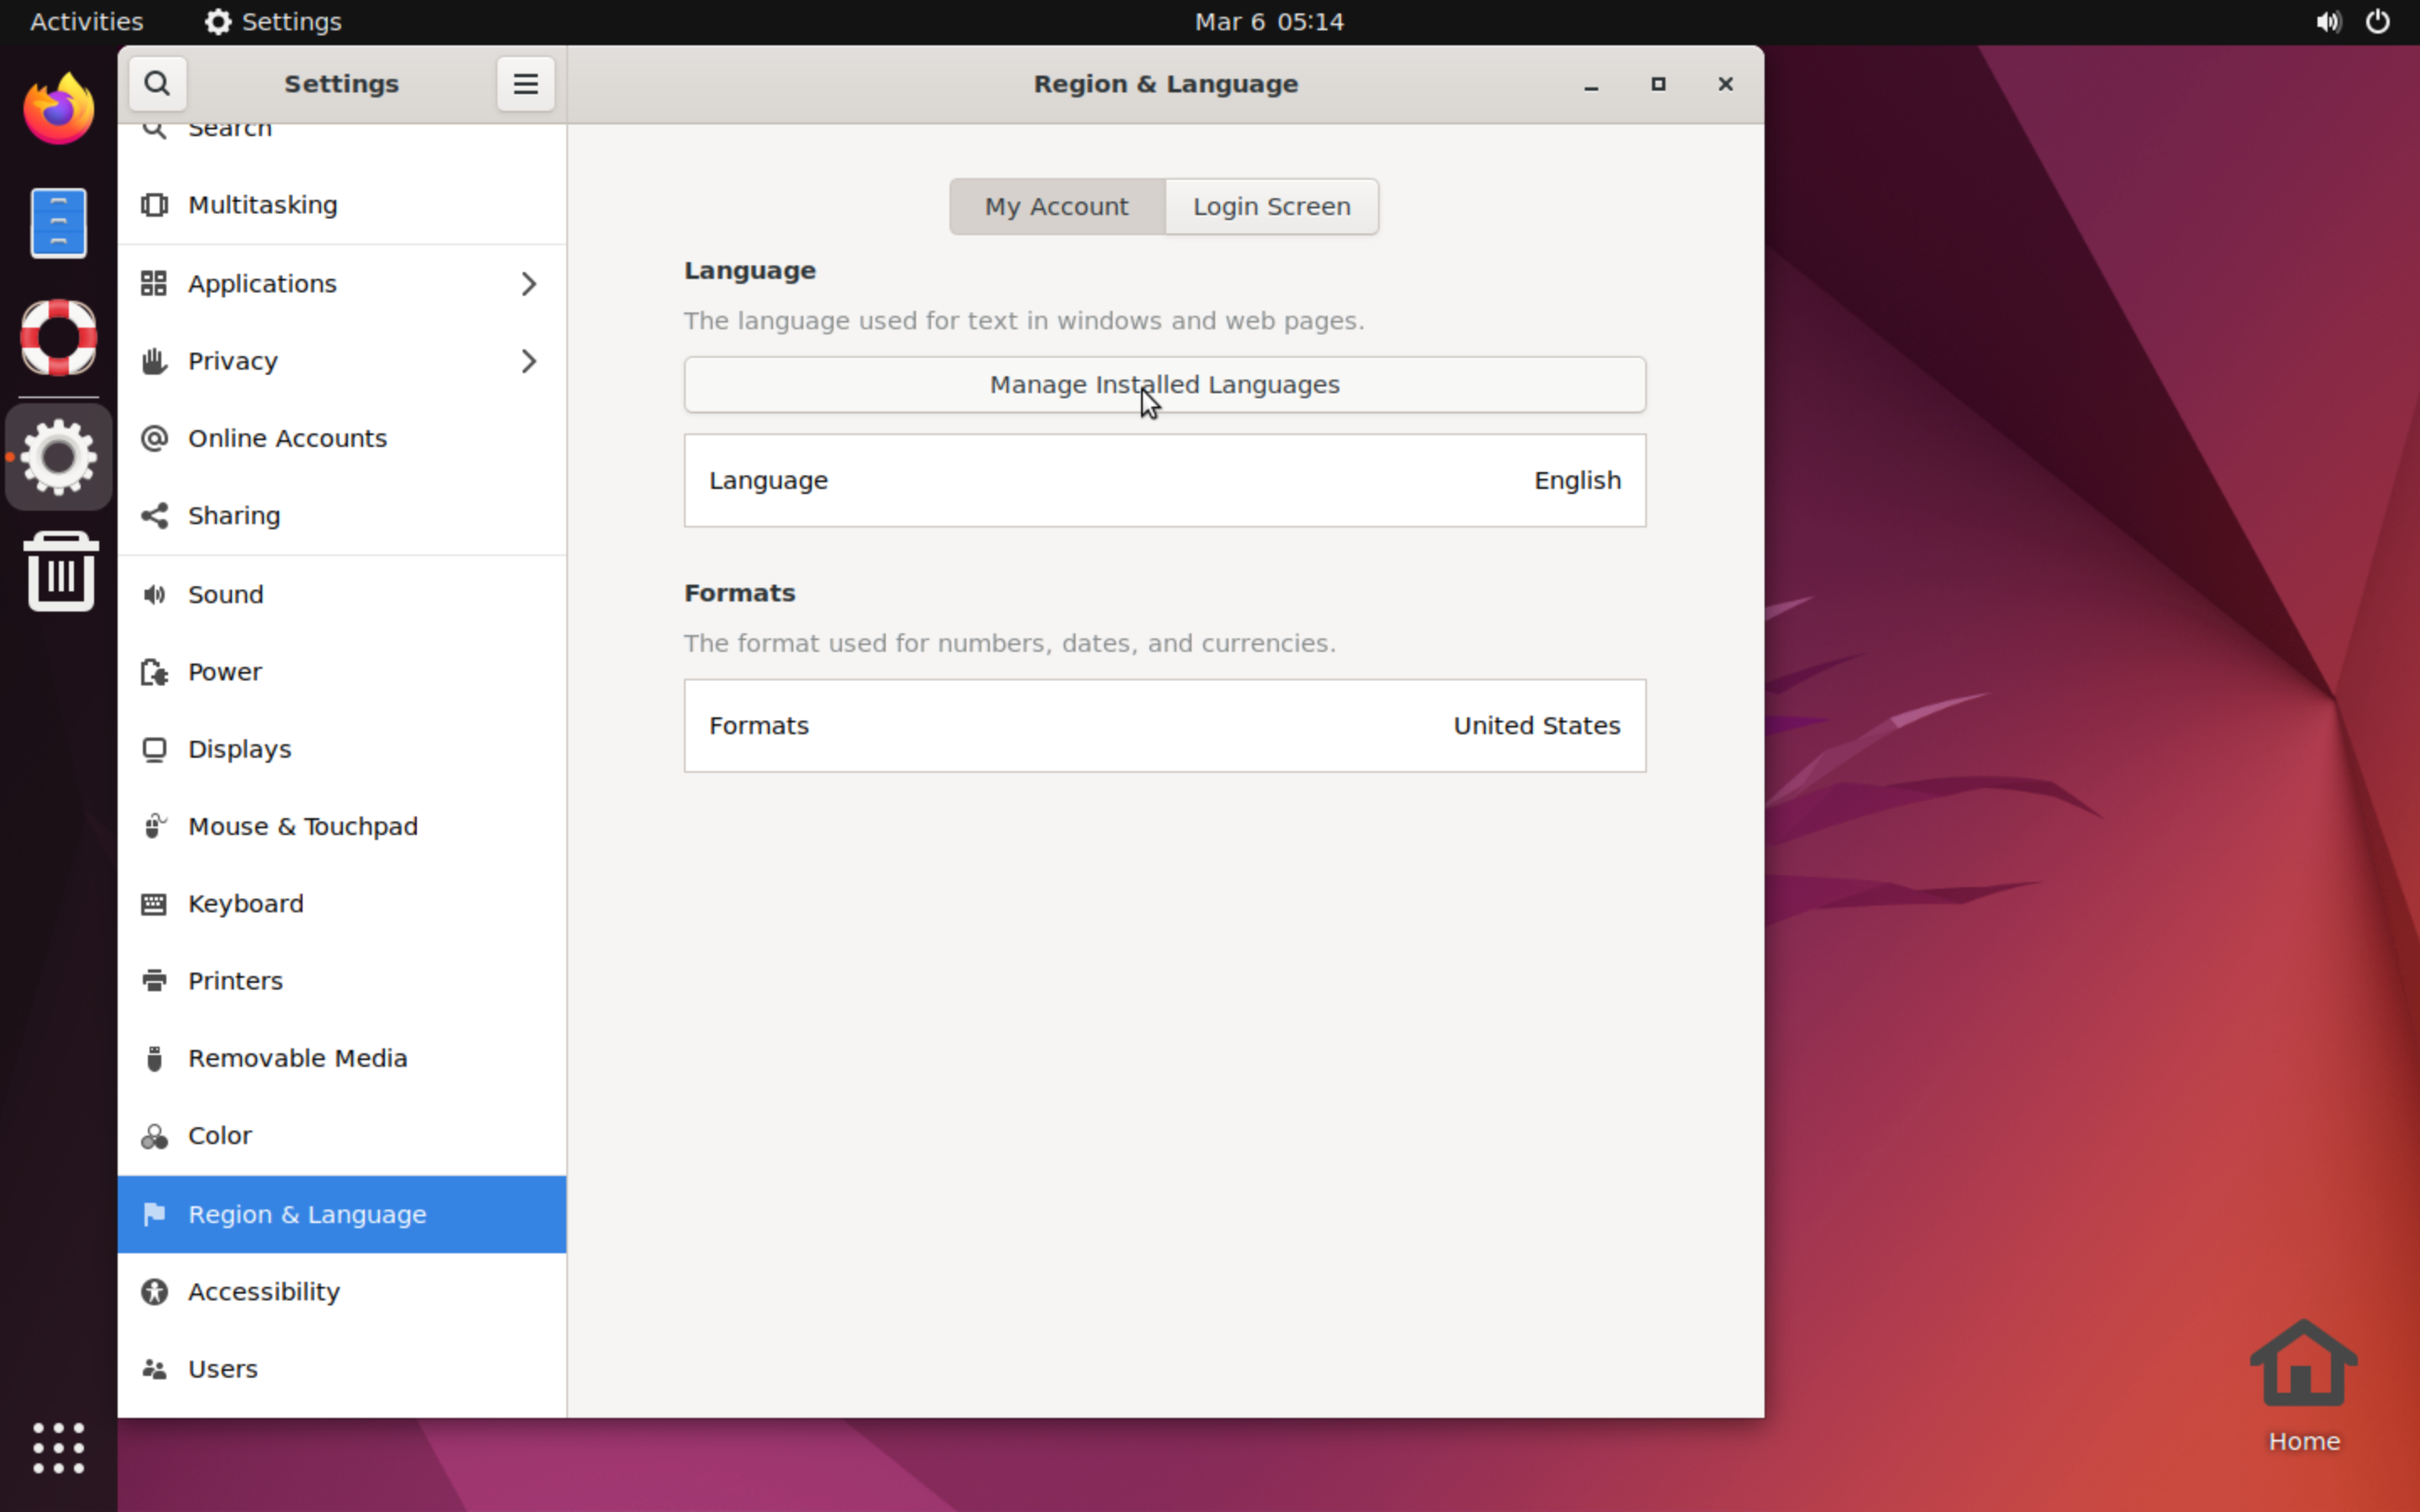 Activities
Settings
Mar 6 05:14
Settings
Region & Language
Search
Multitasking
Applications
Privacy
Online Accounts
Sharing
Sound
Power
Displays
Mouse & Touchpad
Keyboard
Printers
Removable Media
Color
Region & Language
Accessibility
Users
My Account
Login Screen
Language
The language used for text in windows and web pages.
Manage Installed Languages
Language English
Formats
The format used for numbers, dates, and currencies.
Formats United States
Home